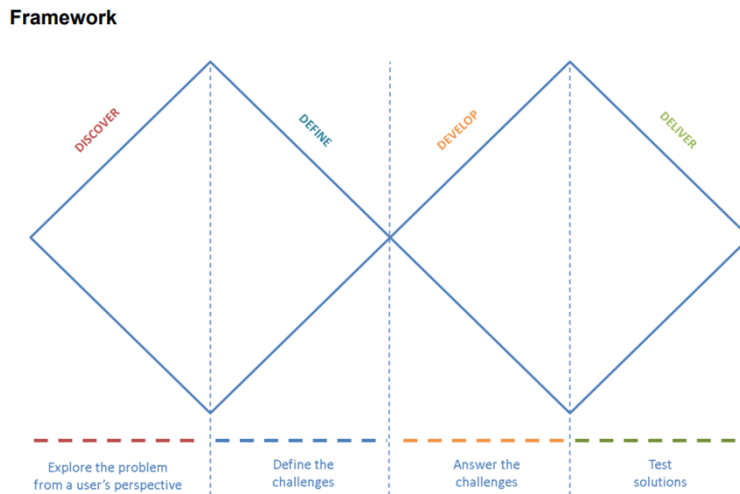 Framework
DISCOVER
DEFINE
DEVELOP
DELIVER
Explore the problem
from a user's perspective
Define the
challenges
Answer the
challenges
Test
solutions